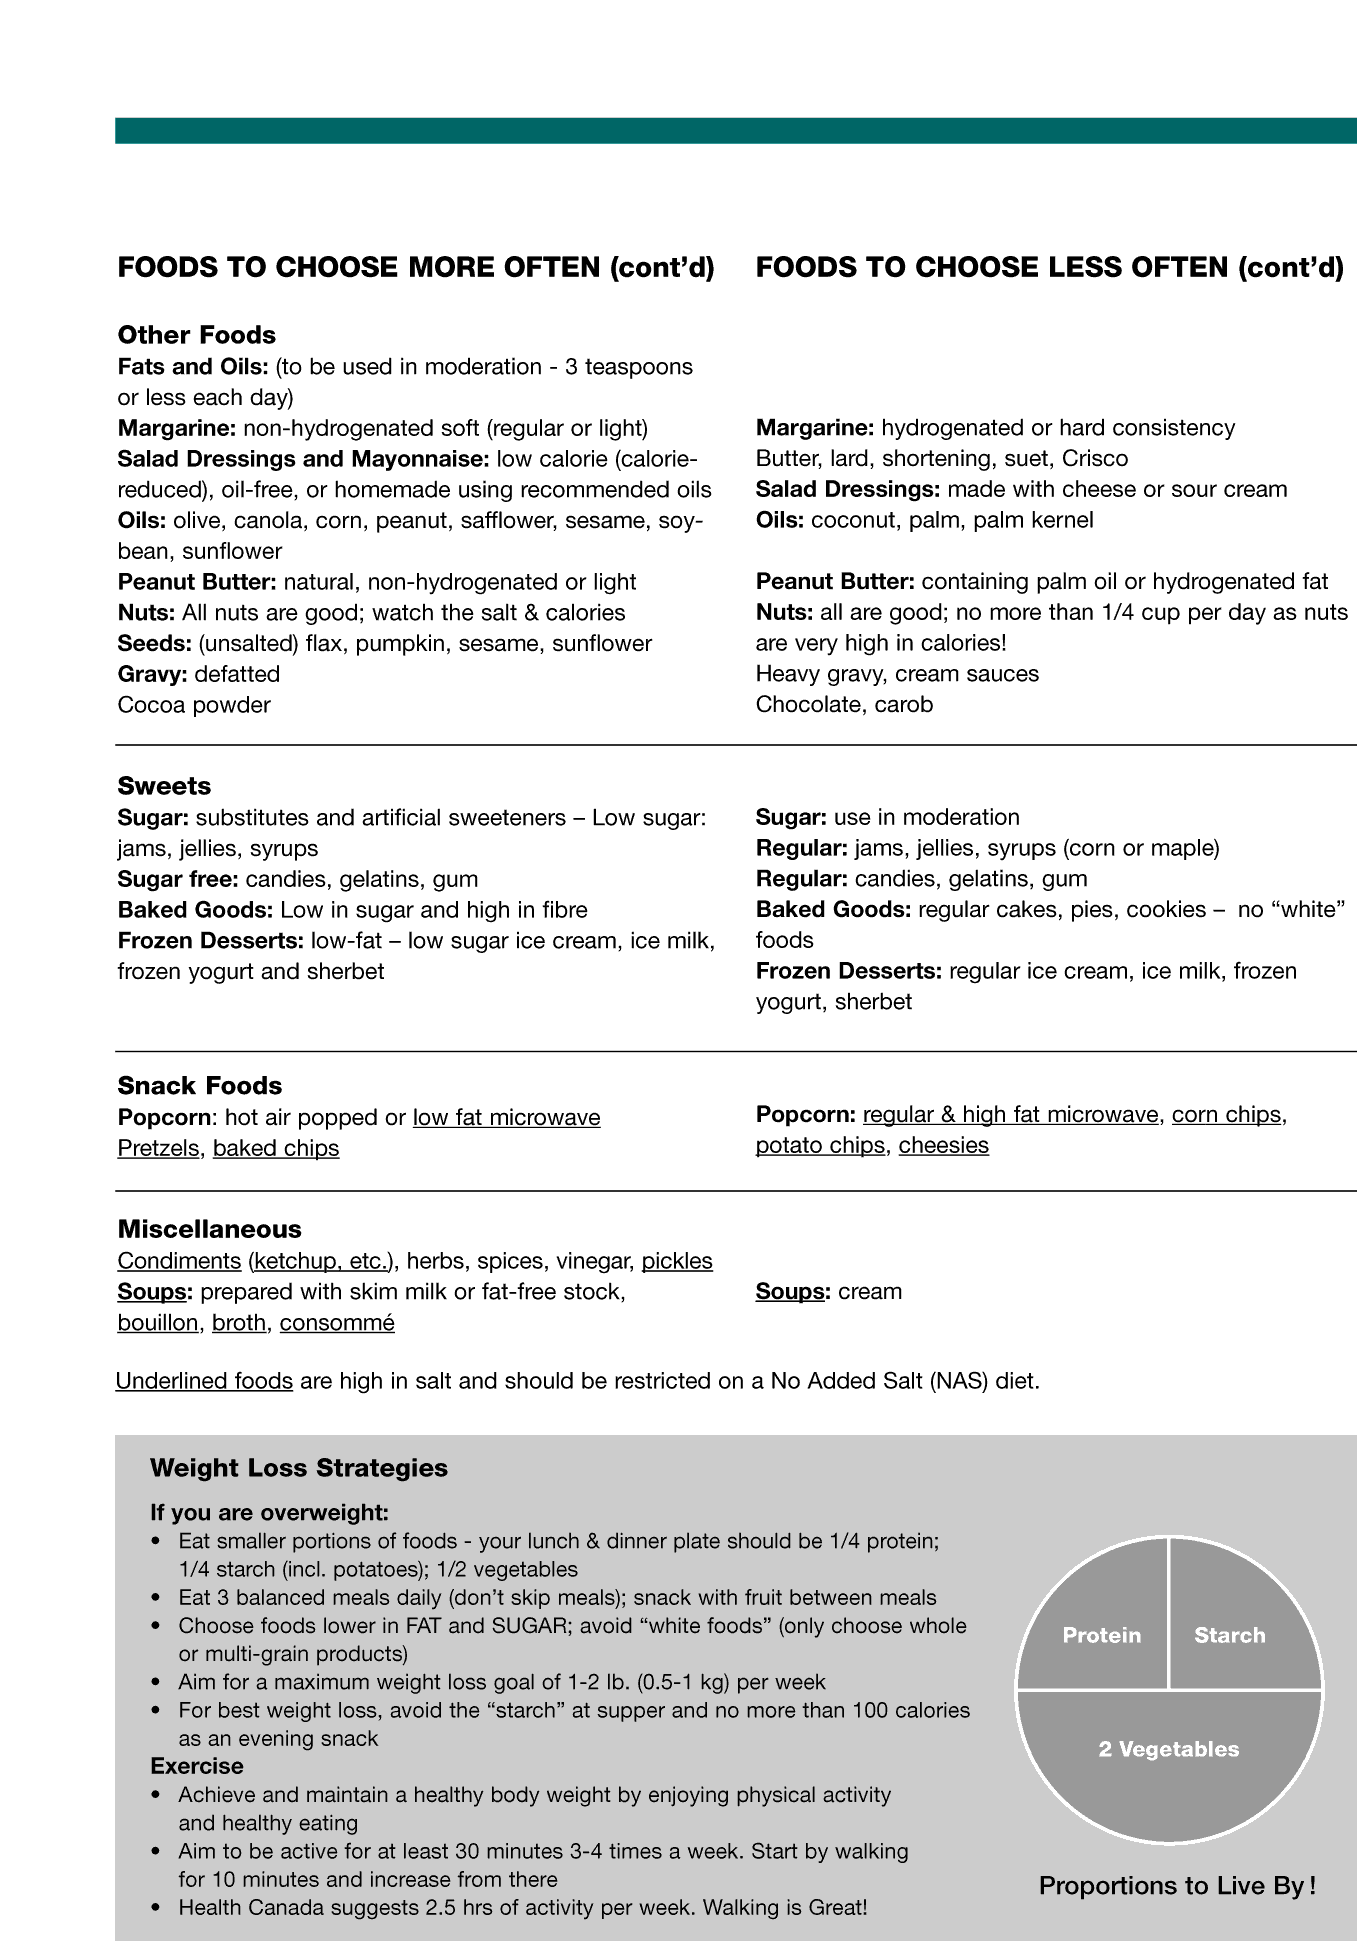 FOODS TO CHOOSE MORE OFTEN (cont’d)
Other Foods
Fats and Oils: (to be used in moderation - 3 teaspoons
or less each day)
Margarine: non-hydrogenated soft (regular or light)
Salad Dressings and Mayonnaise: low calorie (calorie-
reduced), oil-free, or homemade using recommended oils
Oils: olive, canola, corn, peanut, safflower, sesame, soy-
bean, sunflower
Peanut Butter: natural, non-hydrogenated or light
Nuts: All nuts are good; watch the salt & calories
Seeds: (unsalted) flax, pumpkin, sesame, sunflower
Gravy: defatted
Cocoa powder
FOODS TO CHOOSE LESS OFTEN (cont’d)
Margarine: hydrogenated or hard consistency
Butter, lard, shortening, suet, Crisco
Salad Dressings: made with cheese or sour cream
Oils: coconut, palm, palm kernel
Peanut Butter: containing palm oil or hydrogenated fat
Nuts: all are good; no more than 1/4 cup per day as nuts
are very high in calories!
Heavy gravy, cream sauces
Chocolate, carob
Sweets
Sugar: substitutes and artificial sweeteners – Low sugar:
jams, jellies, syrups
Sugar free: candies, gelatins, gum
Baked Goods: Low in sugar and high in fibre
Frozen Desserts: low-fat – low sugar ice cream, ice milk,
frozen yogurt and sherbet
Sugar: use in moderation
Regular: jams, jellies, syrups (corn or maple)
Regular: candies, gelatins, gum
Baked Goods: regular cakes, pies, cookies –  no “white”
foods
Frozen Desserts: regular ice cream, ice milk, frozen
yogurt, sherbet
Snack Foods
Popcorn: hot air popped or low fat microwave
Pretzels, baked chips
Popcorn: regular & high fat microwave, corn chips,
potato chips, cheesies
Miscellaneous
Condiments (ketchup, etc.), herbs, spices, vinegar, pickles
Soups: prepared with skim milk or fat-free stock,
bouillon, broth, consommé
Soups: cream
Underlined foods are high in salt and should be restricted on a No Added Salt (NAS) diet.
Weight Loss Strategies
If you are overweight:
• Eat smaller portions of foods - your lunch & dinner plate should be 1/4 protein;
1/4 starch (incl. potatoes); 1/2 vegetables
• Eat 3 balanced meals daily (don’t skip meals); snack with fruit between meals
• Choose foods lower in FAT and SUGAR; avoid “white foods” (only choose whole
or multi-grain products)
• Aim for a maximum weight loss goal of 1-2 lb. (0.5-1 kg) per week
• For best weight loss, avoid the “starch” at supper and no more than 100 calories
as an evening snack
Exercise
• Achieve and maintain a healthy body weight by enjoying physical activity
and healthy eating
• Aim to be active for at least 30 minutes 3-4 times a week. Start by walking
for 10 minutes and increase from there
• Health Canada suggests 2.5 hrs of activity per week. Walking is Great!
Protein
Starch
2 Vegetables
Proportions to Live By !